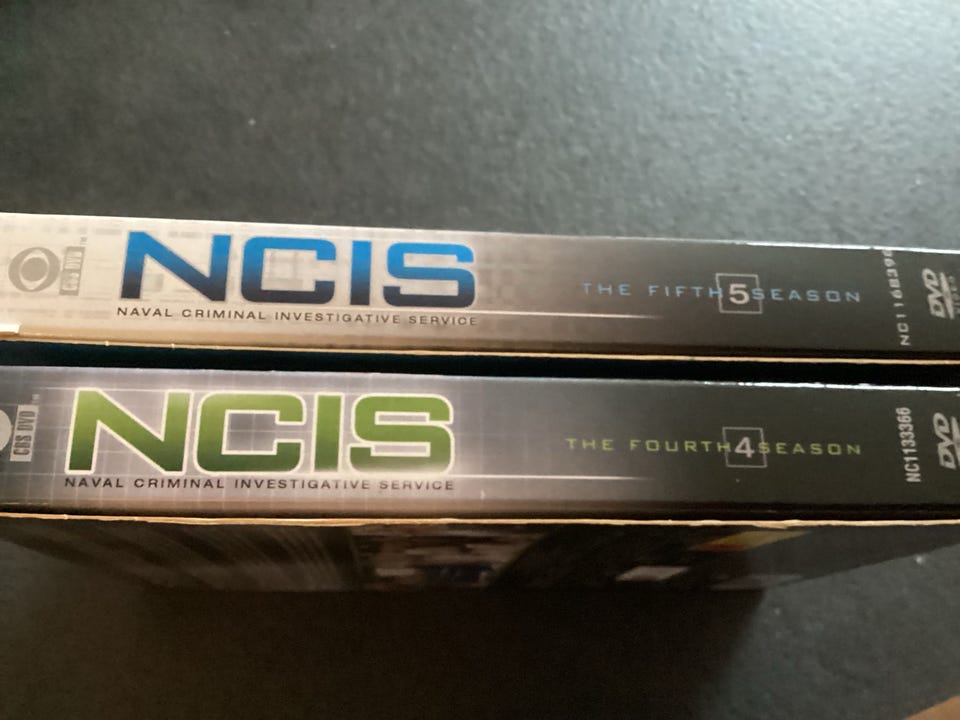 CBS DVD
NCIS
NAVAL CRIMINAL INVESTIGATIVE SERVICE
THE FIFTH 5 SEASON
DVD
CBS DVD
NCIS
NAVAL CRIMINAL INVESTIGATIVE SERVICE
THE FOURTH 4 SEASON
NC1133366
DVD